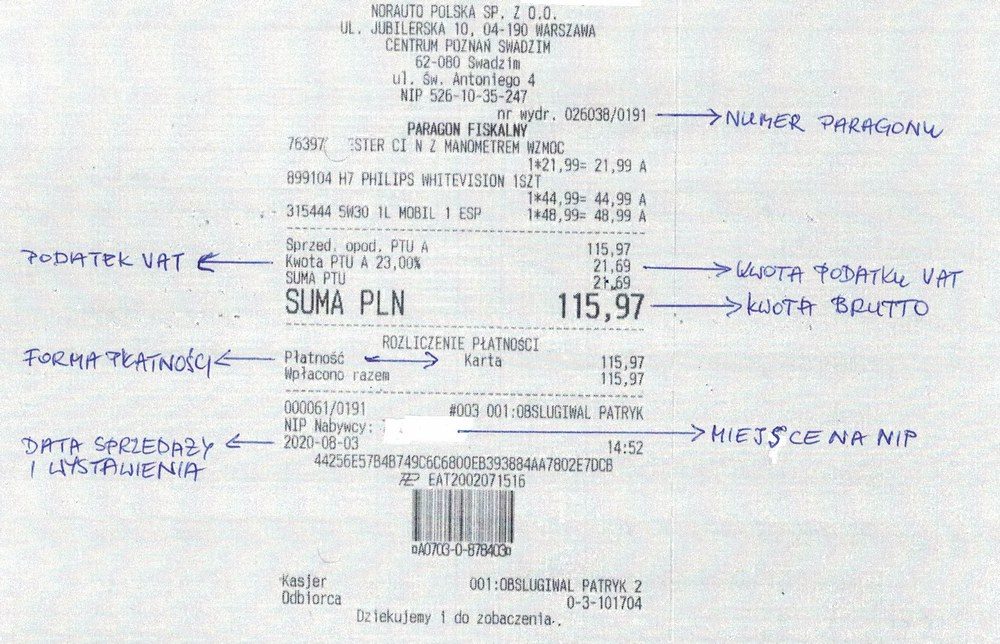 NORAUTO POLSKA SP. Z O.O.
UL. JUBILERSKA 10, 04-190 WARSZAWA
CENTRUM POZNAŃ SWADZIM
62-080 Swadzim
ul. Św. Antoniego 4
NIP 526-10-35-247
nr wydr. 026038/0191 NUMER PARAGONU
PARAGON FISKALNY
76397 ESTER CI N Z MANOMETREM WZMOC
1*21,99= 21,99 A
899104 H7 PHILIPS WHITEVISION 1SZT
1*44,99= 44,99 A
315444 5W30 1L MOBIL 1 ESP 1*48,99= 48,99 A
Sprzed. opod. PTU A 115,97
PODATEK VAT Kwota PTU A 23,00% 21,69 KWOTA PODATKU VAT
SUMA PTU 21,69
SUMA PLN 115,97 KWOTA BRUTTO
ROZLICZENIE PŁATNOŚCI
FORMA PŁATNOŚCI Płatność Karta 115,97
Wpłacono razem 115,97
000061/0191 #003 001:OBSLUGIWAL PATRYK
NIP Nabywcy: MIEJSCE NA NIP
DATA SPRZEDAŻY 2020-08-03 14:52
I WYSTAWIENIA
44256E57B4B749C6C6800EB393884AA7802E7DCB
EAT2002071516
A0703-0-878403
Kasjer 001:OBSLUGIWAL PATRYK 2
Odbiorca 0-3-101704
Dziekujemy i do zobaczenia.